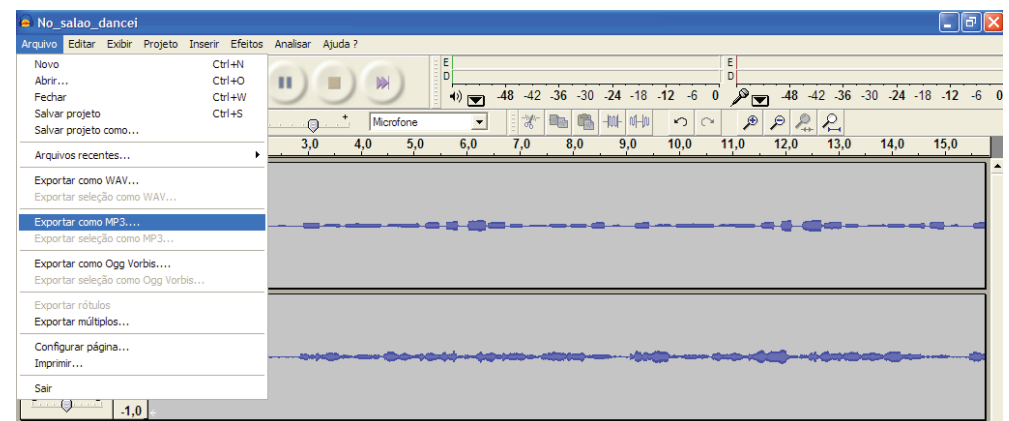 No_salao_dancei
Arquivo Editar Exibir Projeto Inserir Efeitos Analisar Ajuda ?
Novo Ctrl+N
Abrir... Ctrl+O
Fechar Ctrl+W
Salvar projeto Ctrl+S
Salvar projeto como...
Arquivos recentes...
Exportar como WAV...
Exportar seleção como WAV...
Exportar como MP3....
Exportar seleção como MP3...
Exportar como Ogg Vorbis....
Exportar seleção como Ogg Vorbis...
Exportar rótulos
Exportar múltiplos...
Configurar página...
Imprimir...
Sair
E E
D D
-48 -42 -36 -30 -24 -18 -12 -6 0 -48 -42 -36 -30 -24 -18 -12 -6 0
- + Microfone
3,0 4,0 5,0 6,0 7,0 8,0 9,0 10,0 11,0 12,0 13,0 14,0 15,0
-1,0